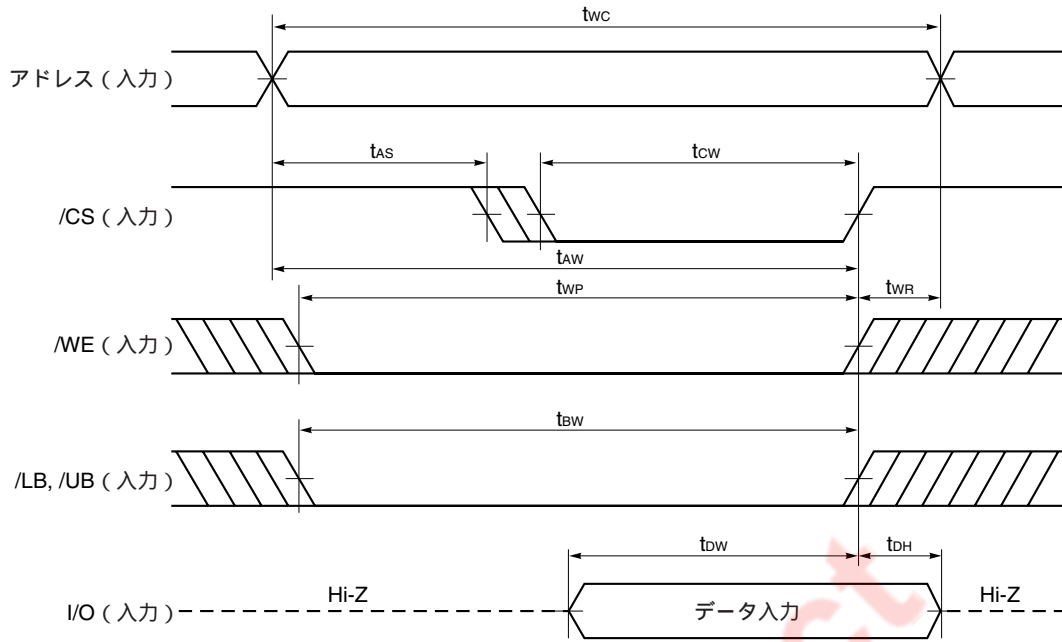 tWC
アドレス（入力）
tAS
tCW
/CS（入力）
tAW
tWP
tWR
/WE（入力）
tBW
/LB, /UB（入力）
tDW
tDH
I/O（入力）
Hi-Z
データ入力
Hi-Z